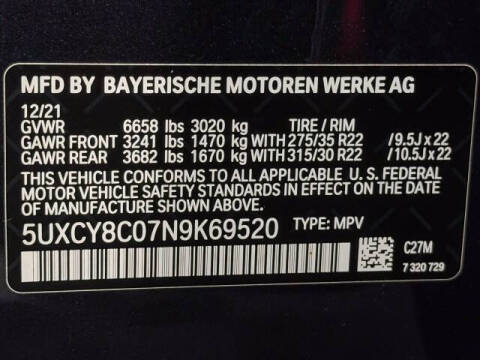 MFD BY BAYERISCHE MOTOREN WERKE AG
12/21
GVWR 6658 lbs 3020 kg TIRE / RIM
GAWR FRONT 3241 lbs 1470 kg WITH 275/35 R22 / 9.5J x 22
GAWR REAR 3682 lbs 1670 kg WITH 315/30 R22 / 10.5J x 22
THIS VEHICLE CONFORMS TO ALL APPLICABLE U. S. FEDERAL
MOTOR VEHICLE SAFETY STANDARDS IN EFFECT ON THE DATE OF
MANUFACTURE SHOWN ABOVE.
5UXCY8C07N9K69520 TYPE: MPV
C27M
7 320 729